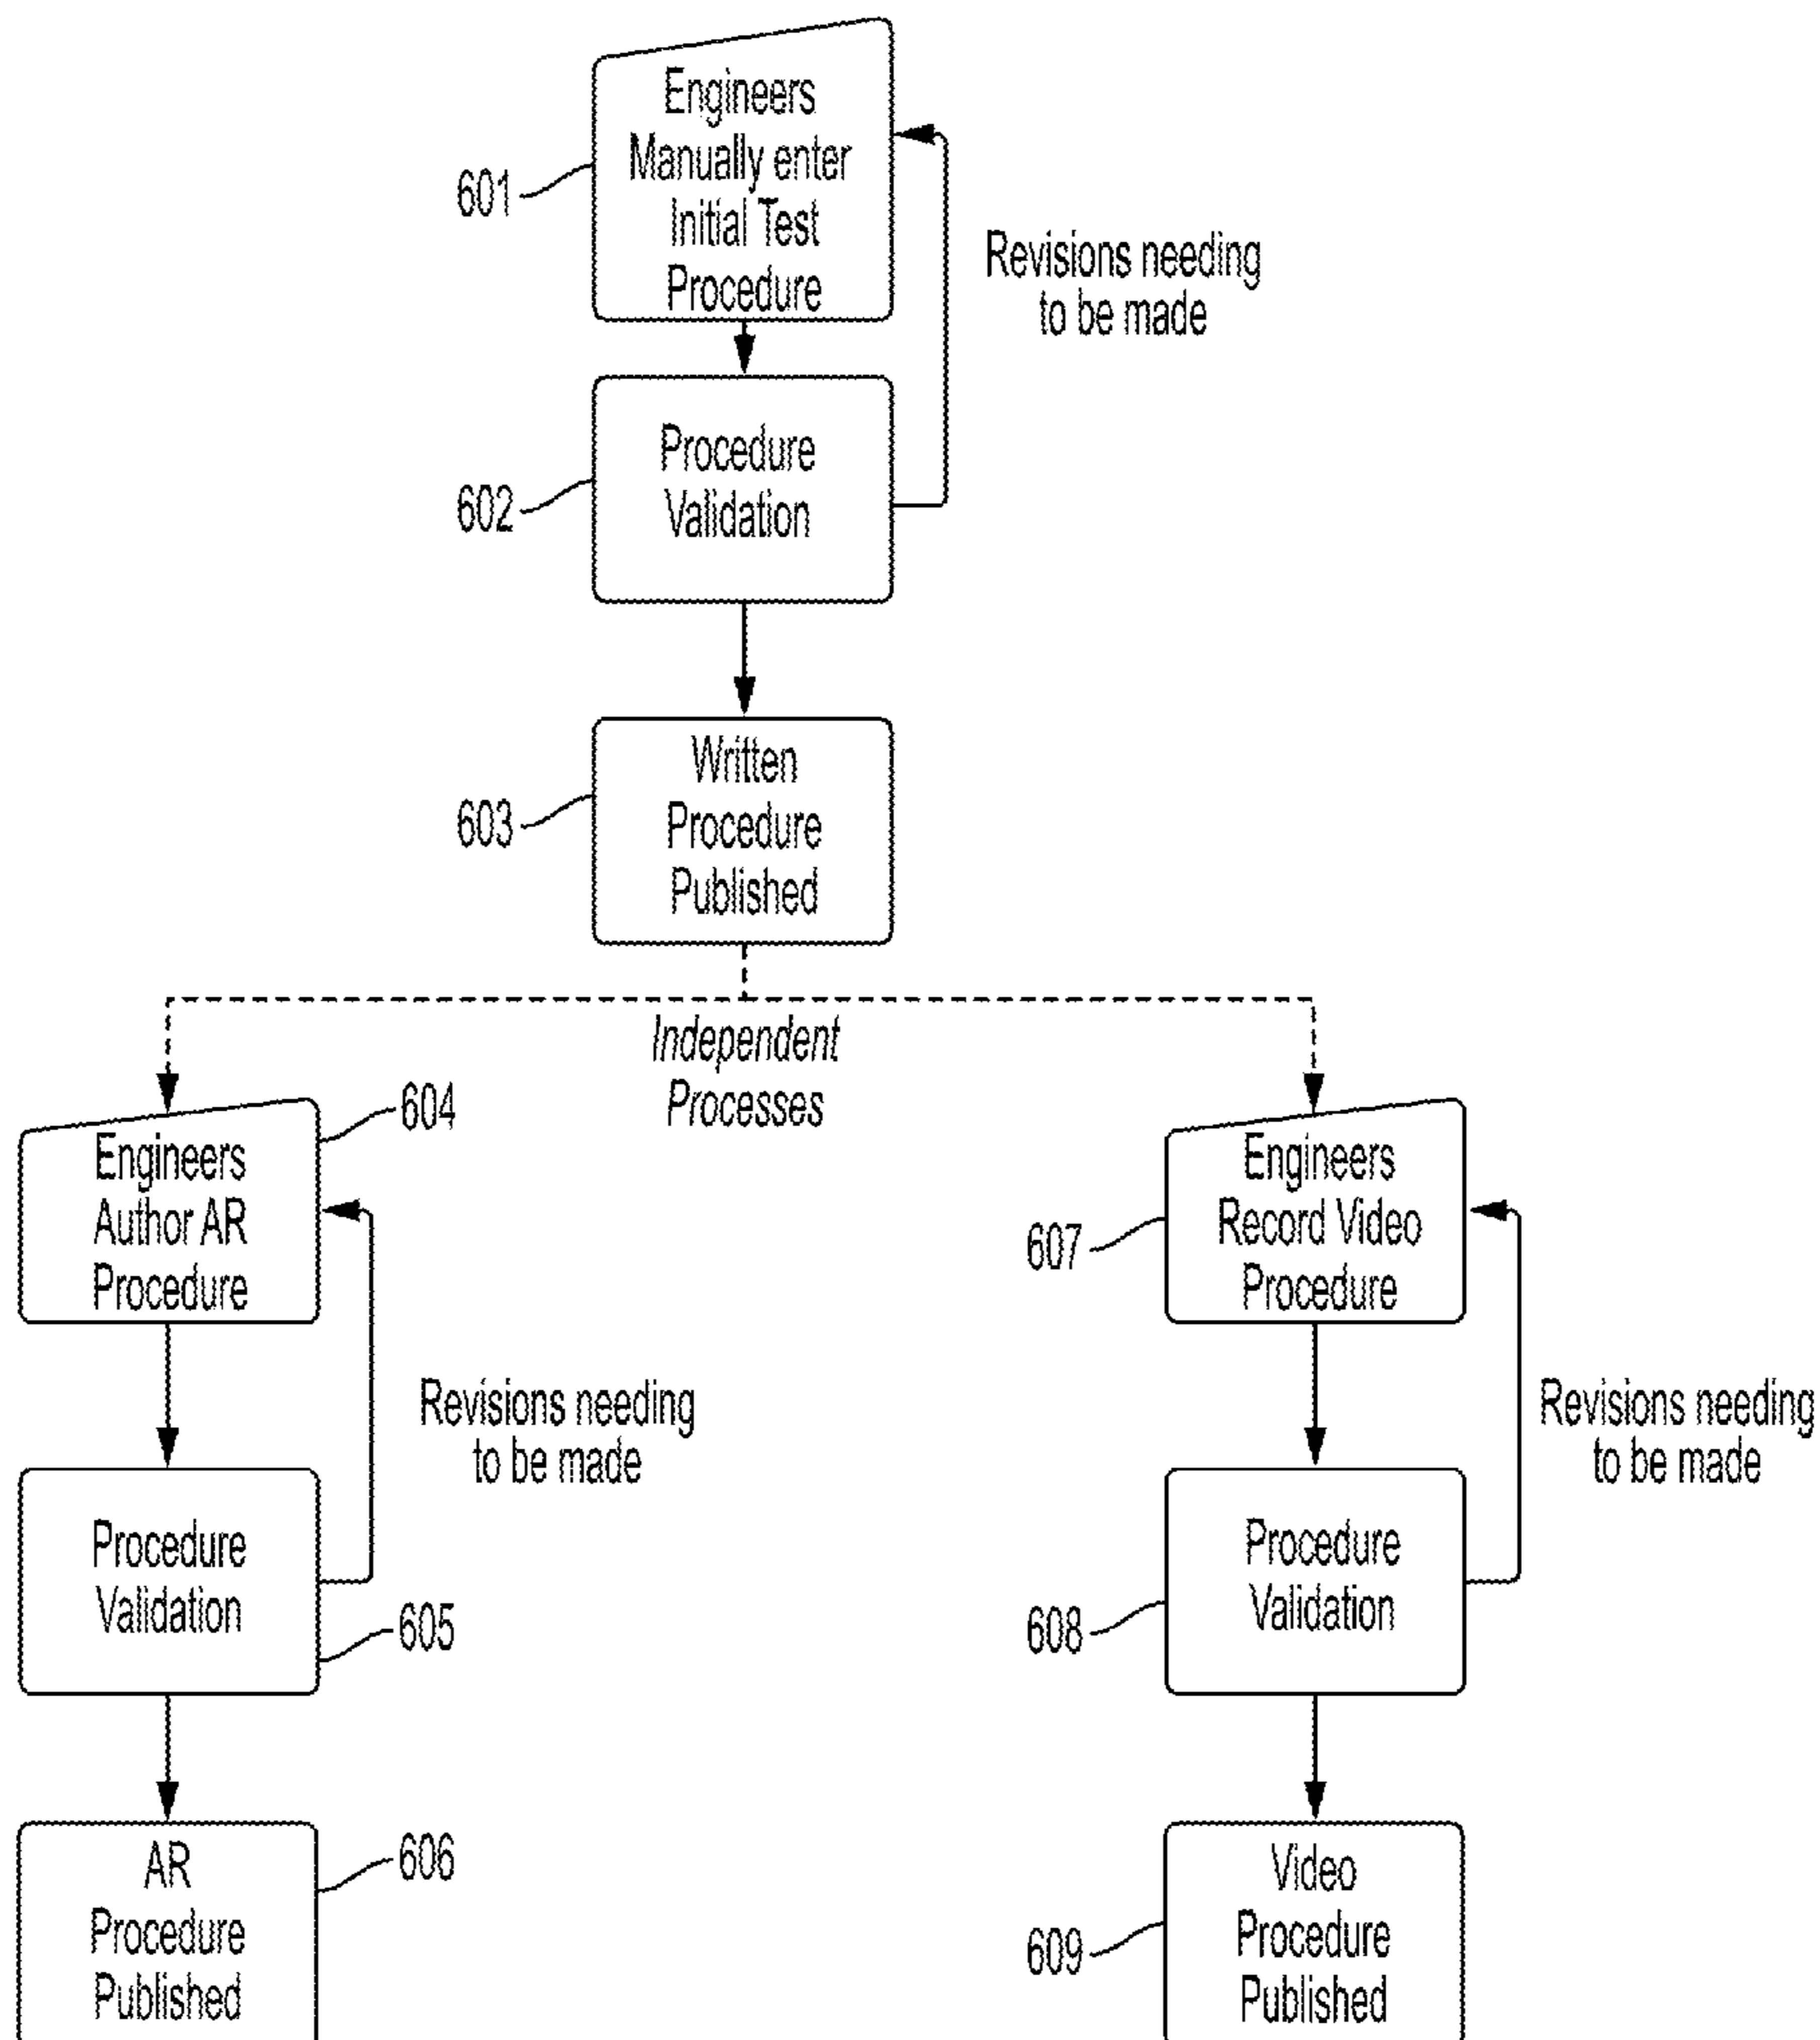 Engineers
Manually enter
Initial Test
Procedure
601
Revisions needing
to be made
Procedure
Validation
602
Written
Procedure
Published
603
Independent
Processes
Engineers
Author AR
Procedure
604
Revisions needing
to be made
Procedure
Validation
605
AR
Procedure
Published
606
Engineers
Record Video
Procedure
607
Revisions needing
to be made
Procedure
Validation
608
Video
Procedure
Published
609